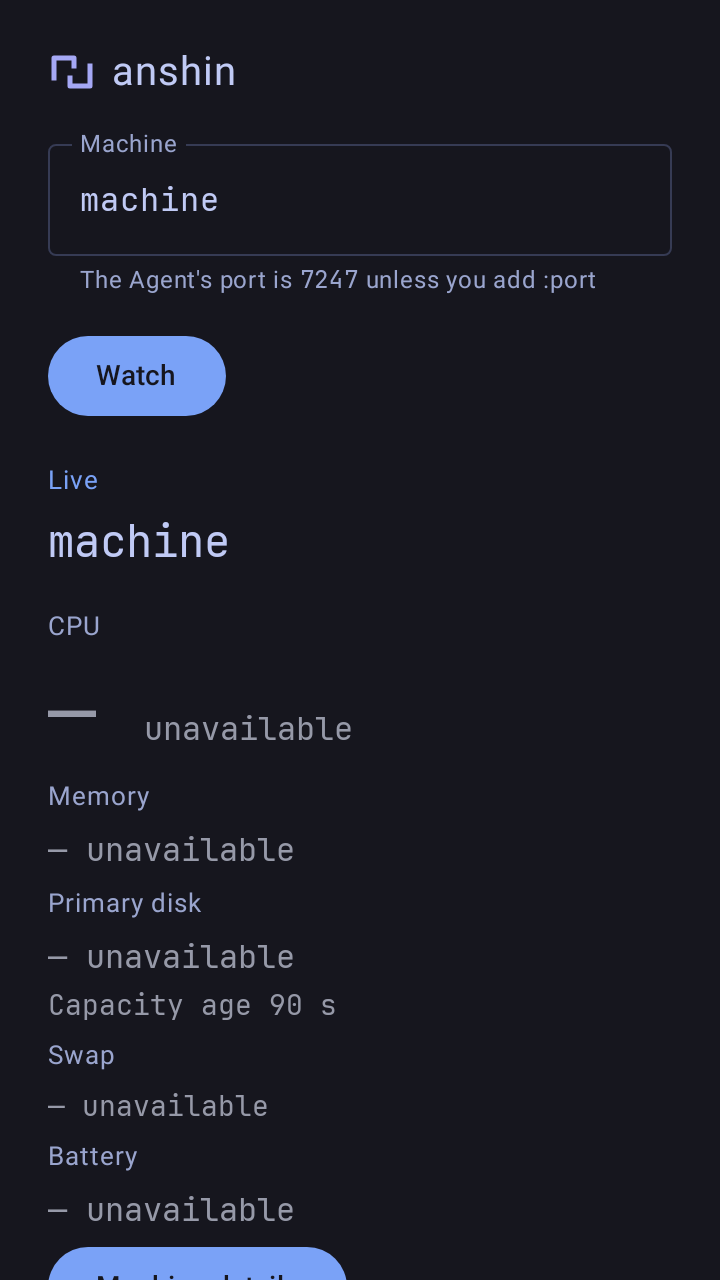 anshin
Machine
machine
The Agent's port is 7247 unless you add :port
Watch
Live
machine
CPU
— unavailable
Memory
— unavailable
Primary disk
— unavailable
Capacity age 90 s
Swap
— unavailable
Battery
— unavailable